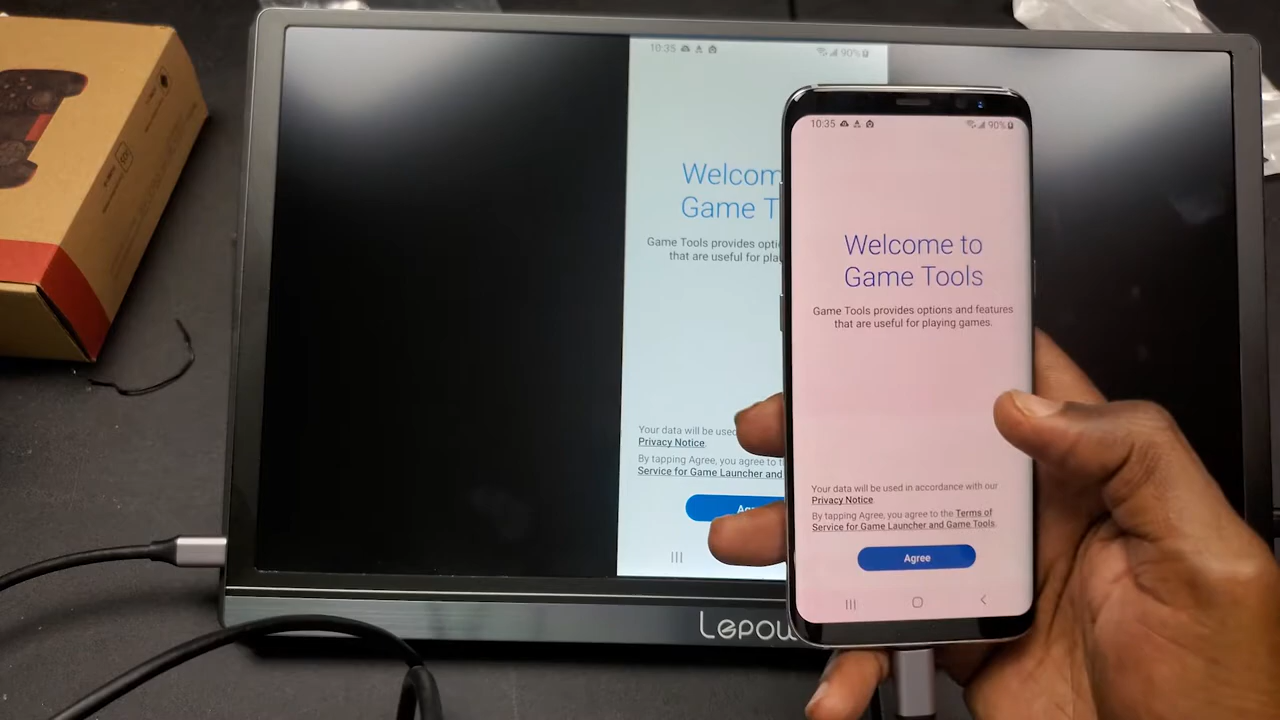 10:35
90%
Welcom
Game T
Game Tools provides opti
that are useful for pla
Your data will be used
Privacy Notice.
By tapping Agree, you agree to t
Service for Game Launcher and
Lepow
10:35
90%
Welcome to
Game Tools
Game Tools provides options and features
that are useful for playing games.
Your data will be used in accordance with our
Privacy Notice.
By tapping Agree, you agree to the Terms of
Service for Game Launcher and Game Tools.
Agree